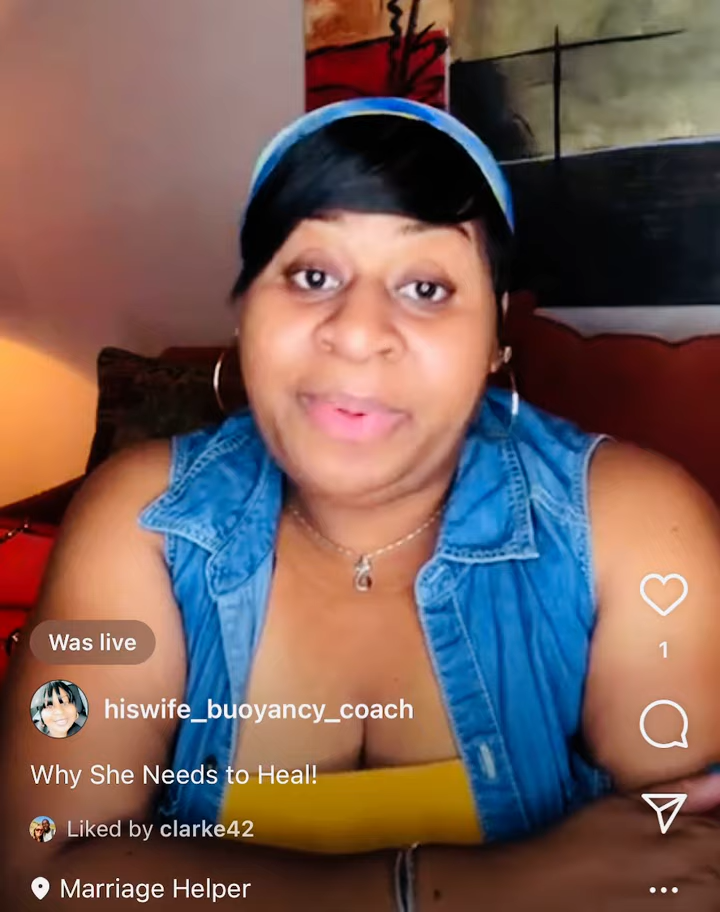 Was live
hiswife_buoyancy_coach
Why She Needs to Heal!
Liked by clarke42
Marriage Helper
1